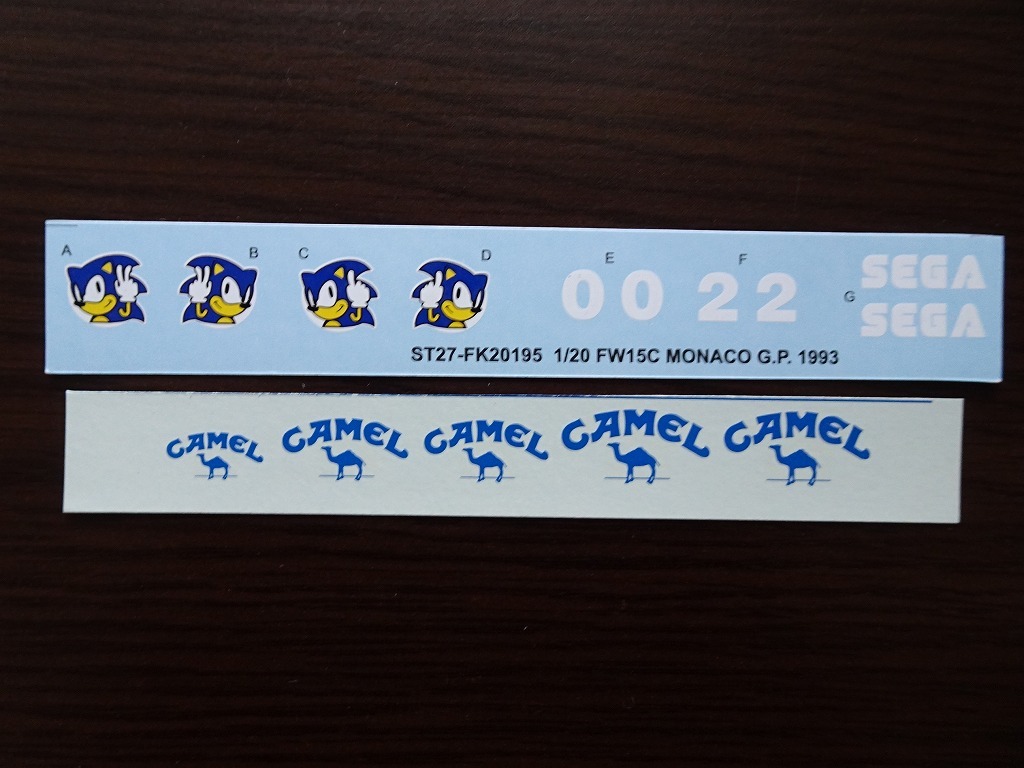 A B C D E F
0 0 2 2
G SEGA
SEGA
ST27-FK20195 1/20 FW15C MONACO G.P. 1993
CAMEL CAMEL CAMEL CAMEL CAMEL